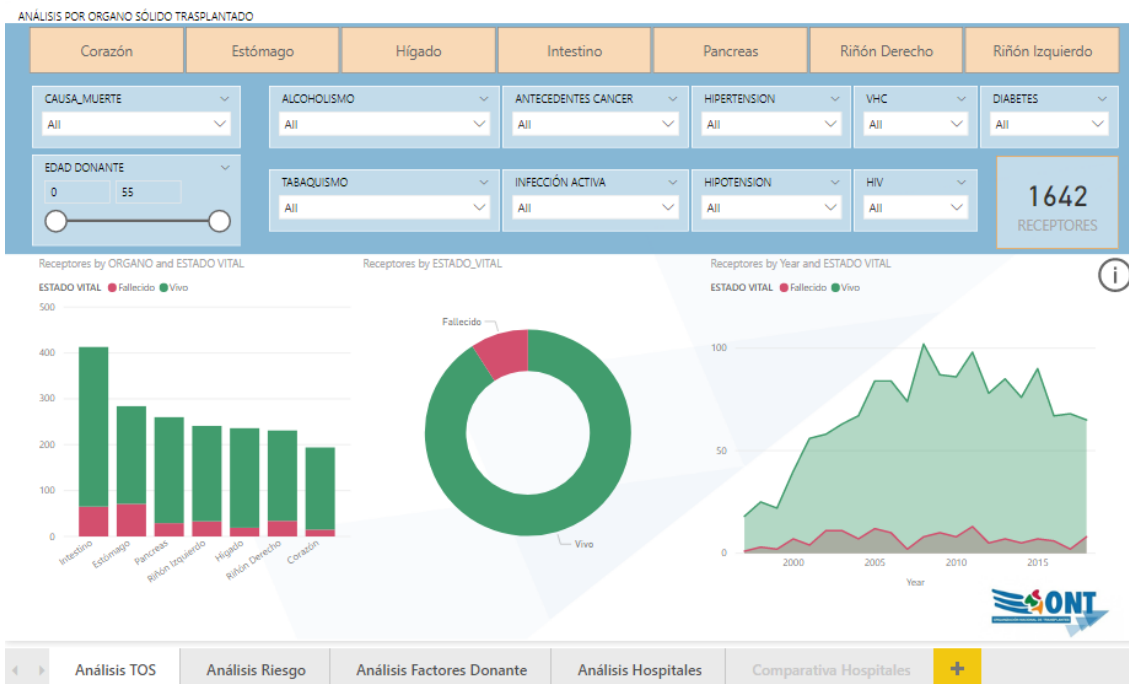 ANÁLISIS POR ORGANO SÓLIDO TRASPLANTADO
Corazón Estómago Hígado Intestino Pancreas Riñón Derecho Riñón Izquierdo
CAUSA_MUERTE ALCOHOLISMO ANTECEDENTES CANCER HIPERTENSION VHC DIABETES
All All All All All All
EDAD DONANTE
0 55
TABAQUISMO INFECCIÓN ACTIVA HIPOTENSION HIV
All All All All
1642
RECEPTORES
Receptores by ORGANO and ESTADO VITAL
ESTADO VITAL Fallecido Vivo
500
400
300
200
100
0
Intestino Estómago Pancreas Riñón Izquierdo Hígado Riñón Derecho Corazón
Receptores by ESTADO_VITAL
Fallecido
Vivo
Receptores by Year and ESTADO VITAL
ESTADO VITAL Fallecido Vivo
i
100
50
0
2000 2005 2010 2015
Year
ONT
ORGANIZACIÓN NACIONAL DE TRASPLANTES
Análisis TOS Análisis Riesgo Análisis Factores Donante Análisis Hospitales Comparativa Hospitales +